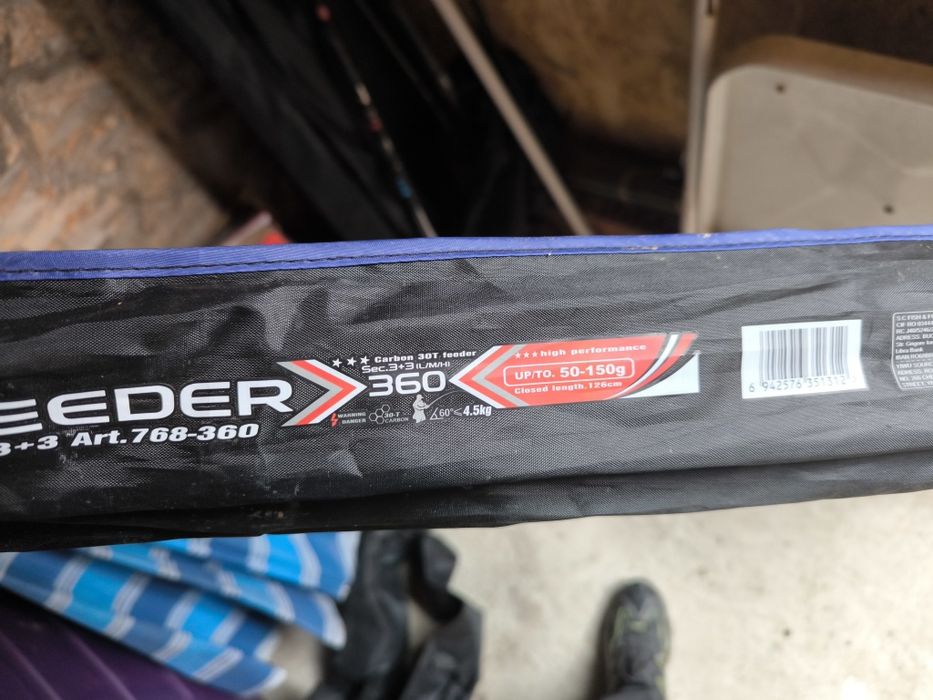 EEDER
3+3 Art.768-360
Carbon 30T feeder
Sec.3+3 (L/M/H)
360
WARNING
DANGER
30-T
CARBON
∡60°≤4.5kg
high performance
UP/TO. 50-150g
Closed length.126cm
6 942576 351312
S C FISH & F